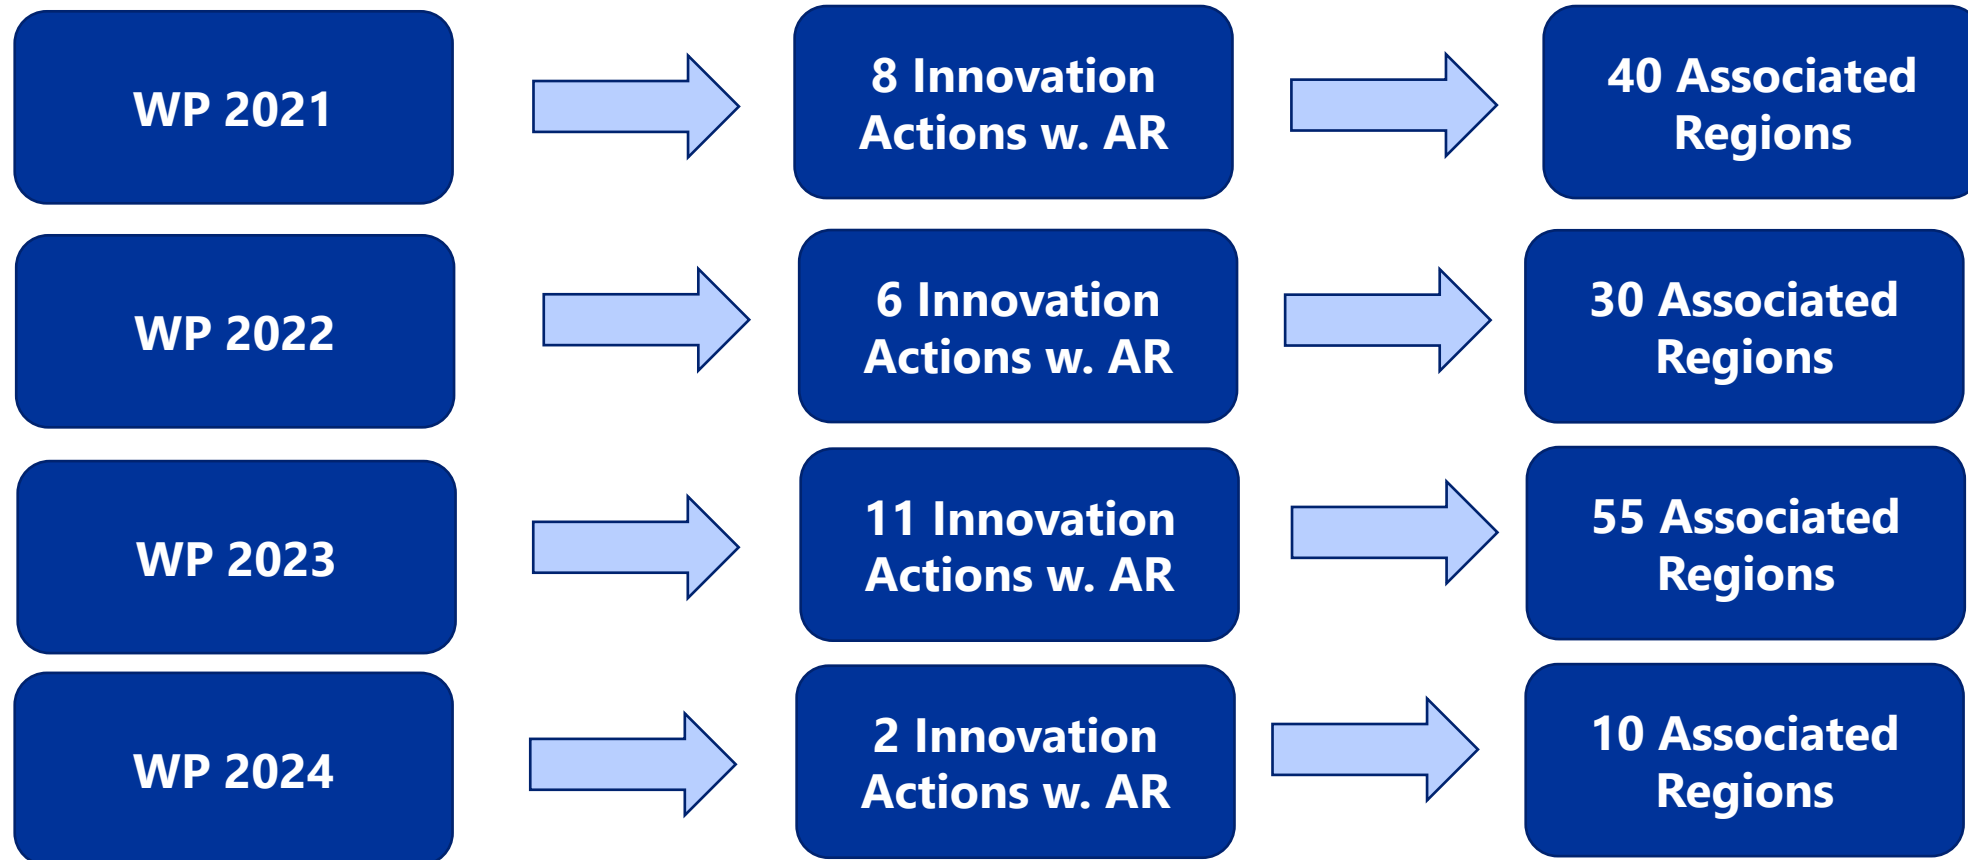 WP 2021
8 Innovation
Actions w. AR
40 Associated
Regions
WP 2022
6 Innovation
Actions w. AR
30 Associated
Regions
WP 2023
11 Innovation
Actions w. AR
55 Associated
Regions
WP 2024
2 Innovation
Actions w. AR
10 Associated
Regions